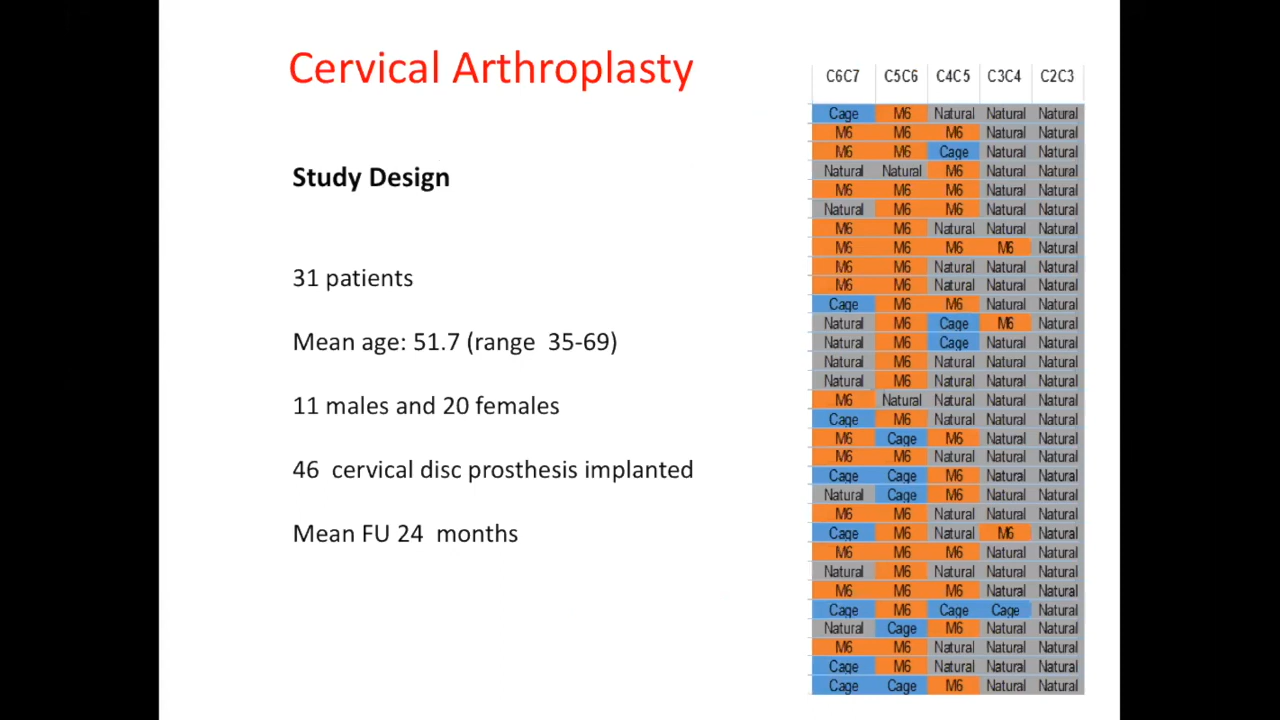 Cervical Arthroplasty
Study Design
31 patients
Mean age: 51.7 (range 35-69)
11 males and 20 females
46 cervical disc prosthesis implanted
Mean FU 24 months
C6C7 C5C6 C4C5 C3C4 C2C3
Cage M6 Natural Natural Natural
M6 M6 M6 Natural Natural
M6 M6 Cage Natural Natural
Natural Natural M6 Natural Natural
M6 M6 M6 Natural Natural
Natural M6 M6 Natural Natural
M6 M6 Natural Natural Natural
M6 M6 M6 M6 Natural
M6 M6 Natural Natural Natural
M6 M6 Natural Natural Natural
Cage M6 M6 Natural Natural
Natural M6 Cage M6 Natural
Natural M6 Cage Natural Natural
Natural M6 Natural Natural Natural
Natural M6 Natural Natural Natural
M6 Natural Natural Natural Natural
Cage M6 Natural Natural Natural
M6 Cage M6 Natural Natural
M6 M6 Natural Natural Natural
Cage Cage M6 Natural Natural
Natural Cage M6 Natural Natural
M6 M6 Natural Natural Natural
Cage M6 Natural M6 Natural
M6 M6 M6 Natural Natural
Natural M6 Natural Natural Natural
M6 M6 M6 Natural Natural
Cage M6 Cage Cage Natural
Natural Cage M6 Natural Natural
M6 M6 Natural Natural Natural
Cage M6 Natural Natural Natural
Cage Cage M6 Natural Natural